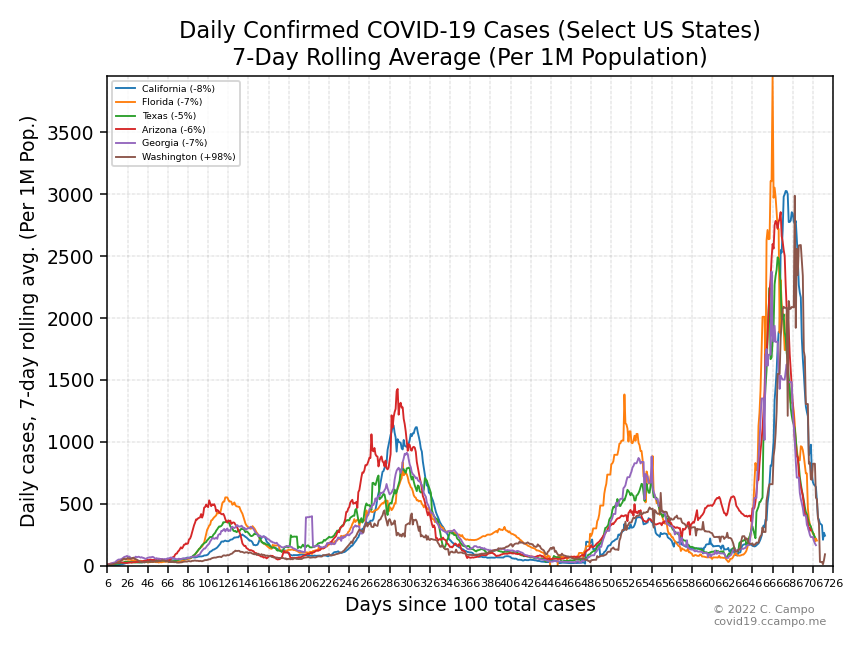 Daily Confirmed COVID-19 Cases (Select US States)
7-Day Rolling Average (Per 1M Population)
California (-8%)
Florida (-7%)
Texas (-5%)
Arizona (-6%)
Georgia (-7%)
Washington (+98%)
Daily cases, 7-day rolling avg. (Per 1M Pop.)
3500
3000
2500
2000
1500
1000
500
0
6 26 46 66 86 106 126 146 166 186 206 226 246 266 286 306 326 346 366 386 406 426 446 466 486 506 526 546 566 586 606 626 646 666 686 706 726
Days since 100 total cases
© 2022 C. Campo
covid19.ccampo.me